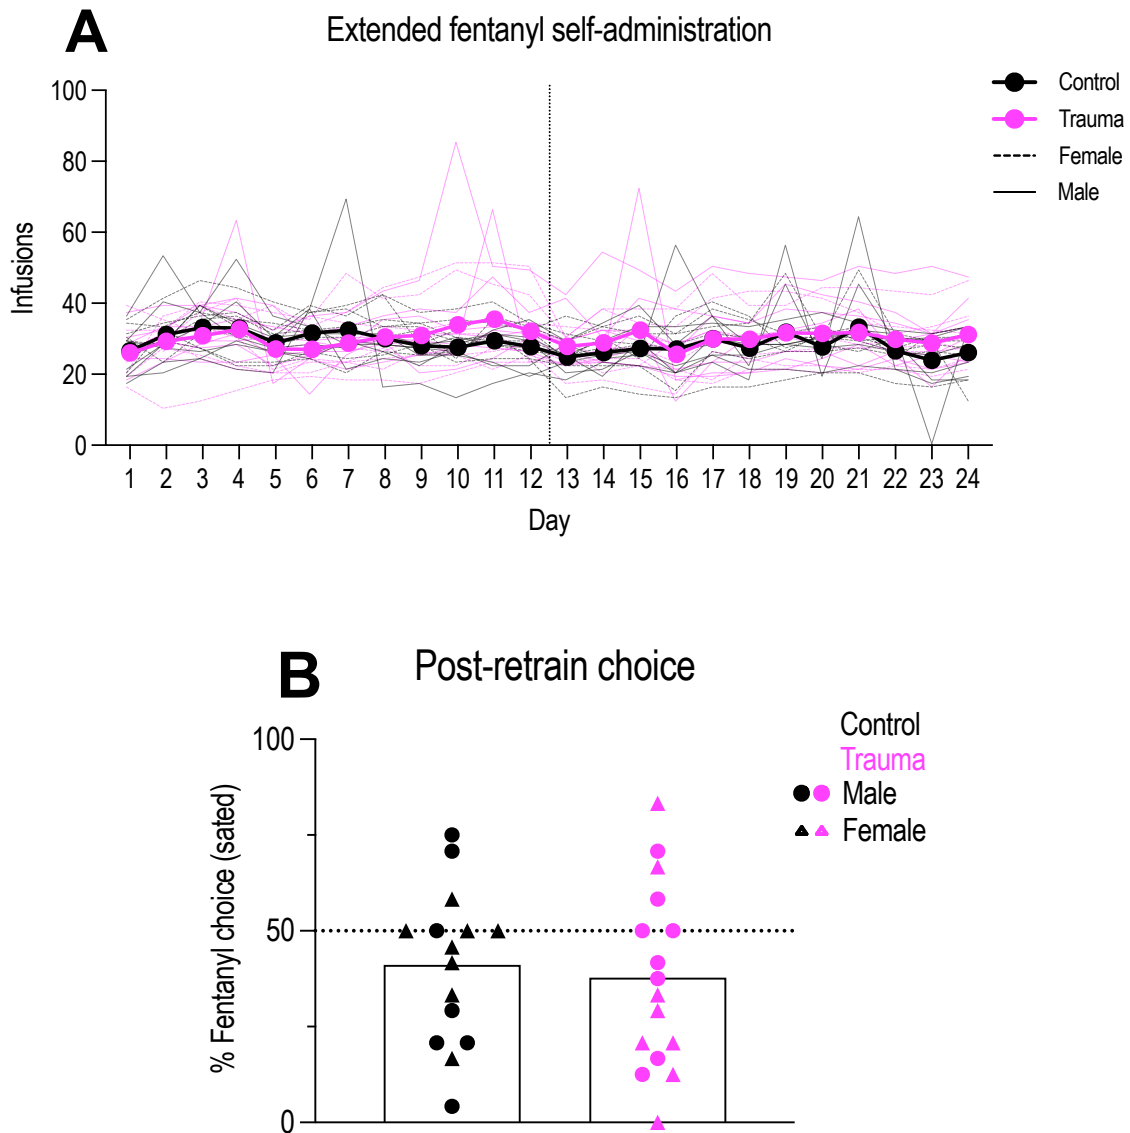 A
Extended fentanyl self-administration
Control
Trauma
Female
Male
100
80
60
40
20
0
Infusions
1 2 3 4 5 6 7 8 9 10 11 12 13 14 15 16 17 18 19 20 21 22 23 24
Day
B
Post-retrain choice
Control
Trauma
Male
Female
100
50
0
% Fentanyl choice (sated)